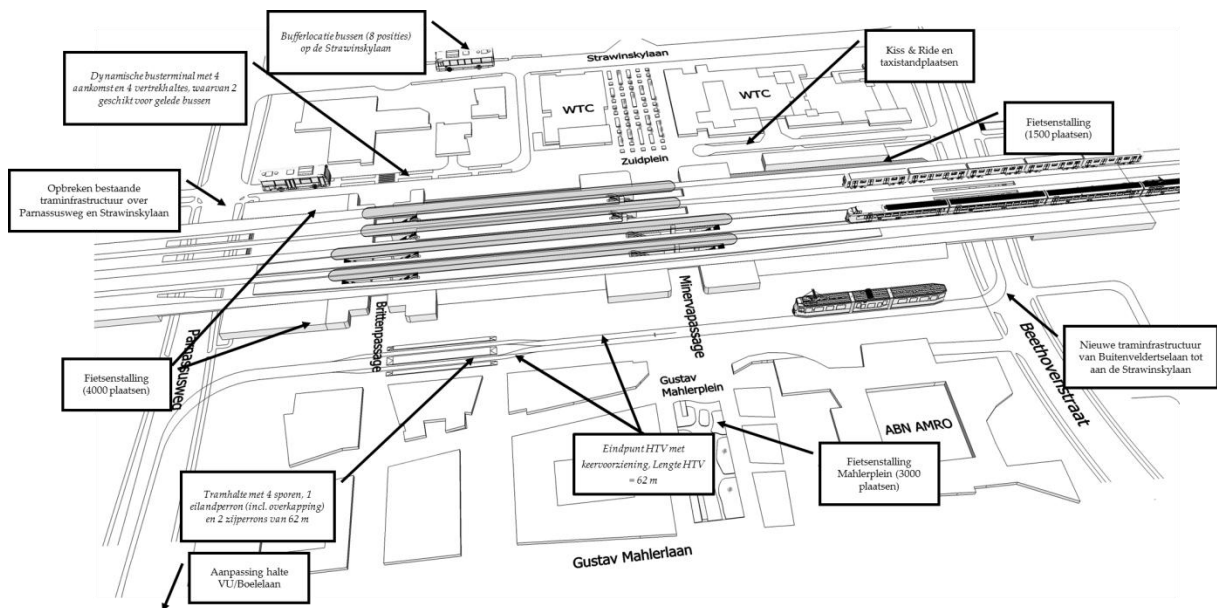 Bufferlocatie bussen (8 posities)
op de Strawinskylaan
Strawinskylaan
Kiss & Ride en
taxistandplaatsen
Dynamische busterminal met 4
aankomst en 4 vertrekhaltes, waarvan 2
geschikt voor gelede bussen
WTC
WTC
Fietsenstalling
(1500 plaatsen)
Zuidplein
Opbreken bestaande
traminfrastructuur over
Parnassusweg en Strawinskylaan
Minervapassage
Brittenpassage
Parnassusweg
Beethovenstraat
Nieuwe traminfrastructuur
van Buitenveldertselaan tot
aan de Strawinskylaan
Fietsenstalling
(4000 plaatsen)
Gustav
Mahlerplein
ABN AMRO
Eindpunt HTV met
keervoorziening, Lengte HTV
= 62 m
Fietsenstalling
Mahlerplein (3000
plaatsen)
Tramhalte met 4 sporen, 1
eilandperron (incl. overkapping)
en 2 zijperrons van 62 m
Gustav Mahlerlaan
Aanpassing halte
VU/Boelelaan